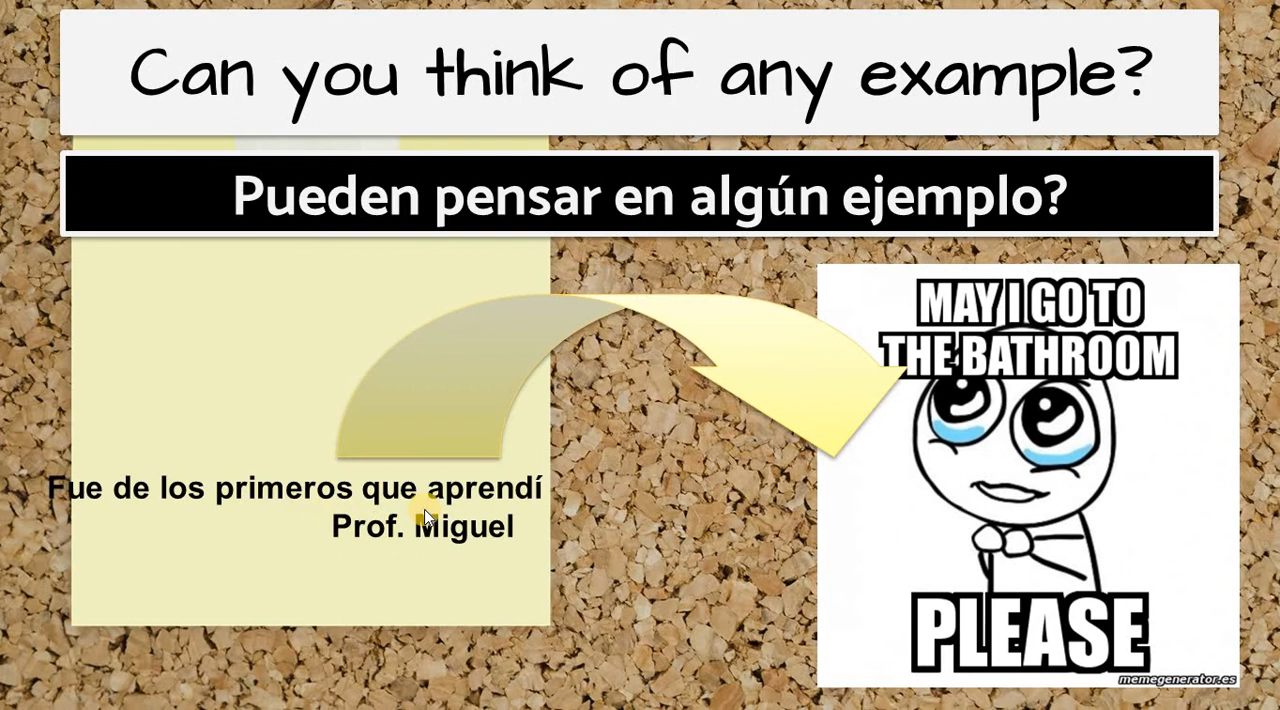 Can you think of any example?
Pueden pensar en algún ejemplo?
MAY I GO TO
THE BATHROOM
Fue de los primeros que aprendí
Prof. Miguel
PLEASE
memegenerator.es